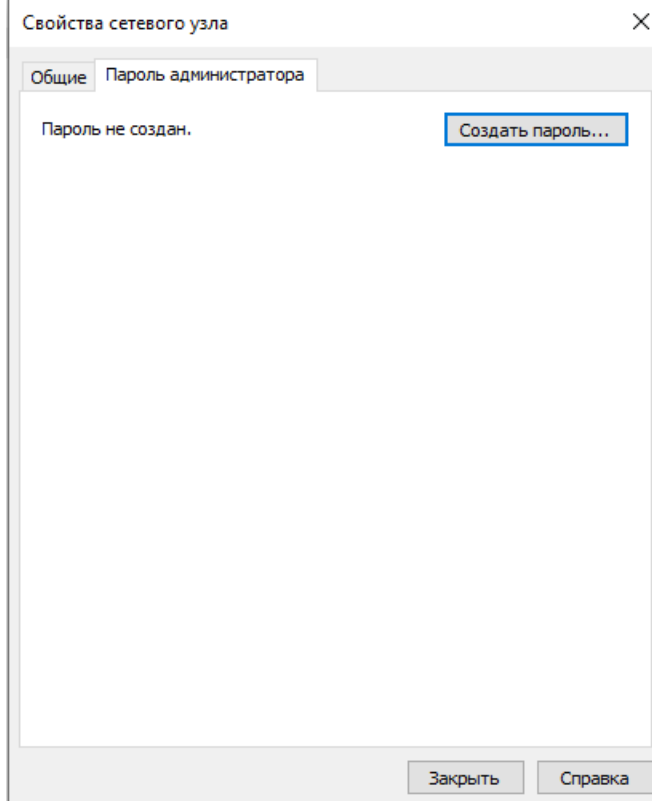 Свойства сетевого узла
Общие
Пароль администратора
Пароль не создан.
Создать пароль...
Закрыть
Справка